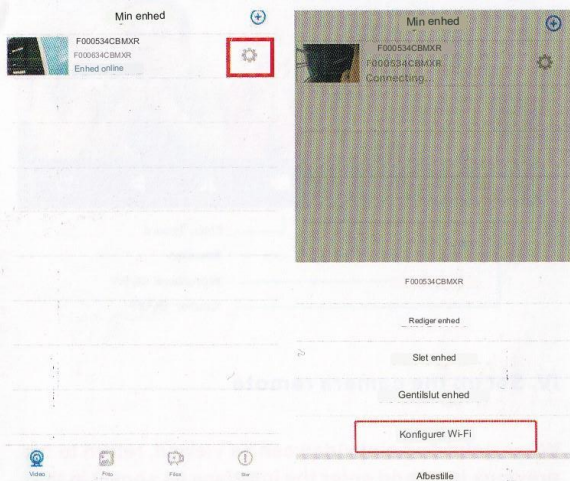 Min enhed
F000534CBMXR
F000634CBMXR
Enhed online
Video
Foto
Files
Min enhed
F000534CBMXR
F000534CBMXR
Connecting...
F000534CBMXR
Rediger enhed
Slet enhed
Gentilslut enhed
Konfigurer Wi-Fi
Afbestille